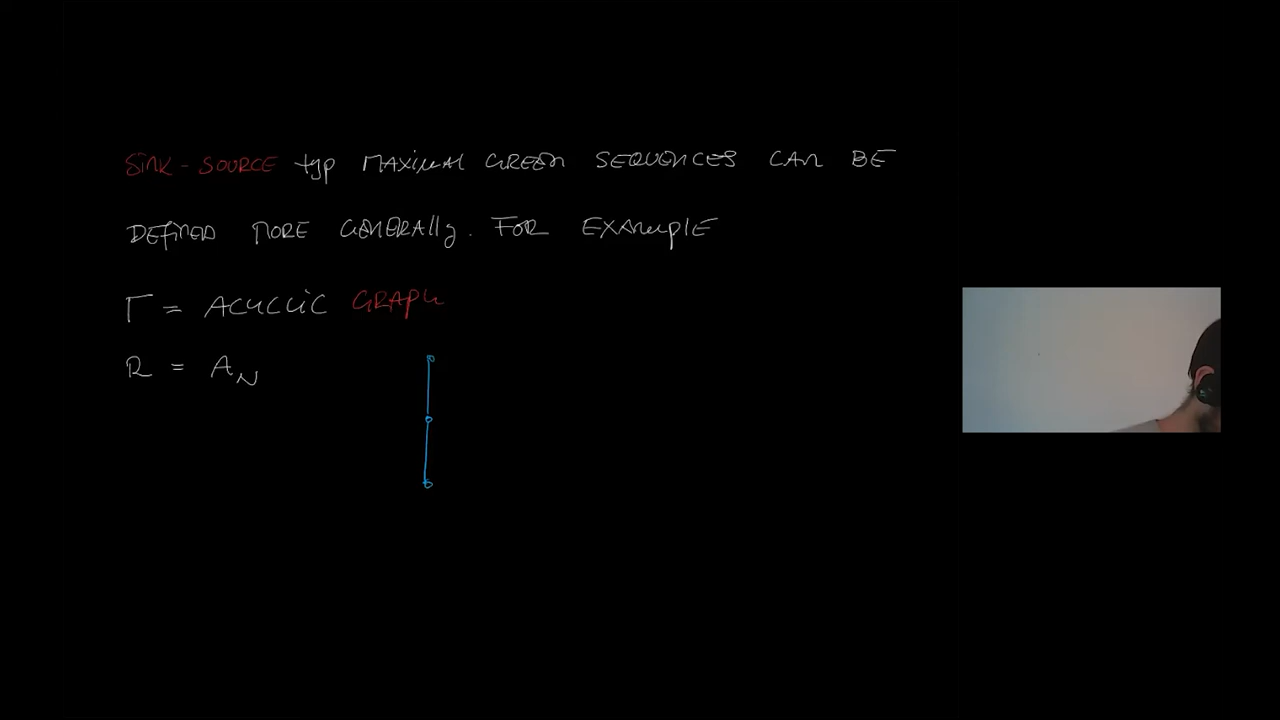 Sink-SOURCE typ MAXIMAL GREEN SEQUENCES CAN BE
DEFINED MORE GENERALLY. FOR EXAMPLE
Γ = ACYCLIC GRAPH
R = A_N